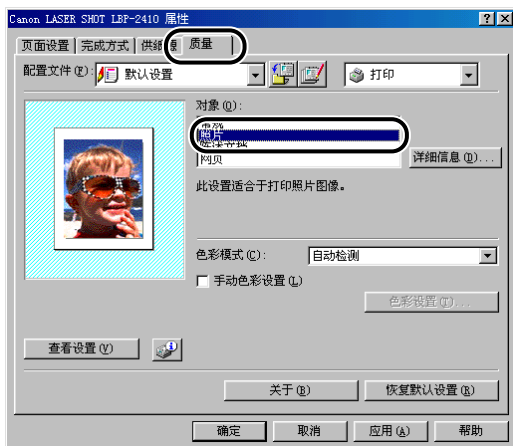 Canon LASER SHOT LBP-2410 属性
页面设置 完成方式 供纸 质量
配置文件(F): 默认设置 打印
对象(O):
照片
网页
详细信息(D)...
此设置适合于打印照片图像。
色彩模式(C): 自动检测
手动色彩设置(L)
色彩设置(T)...
查看设置(V)
关于(B) 恢复默认设置(R)
确定 取消 应用(A) 帮助